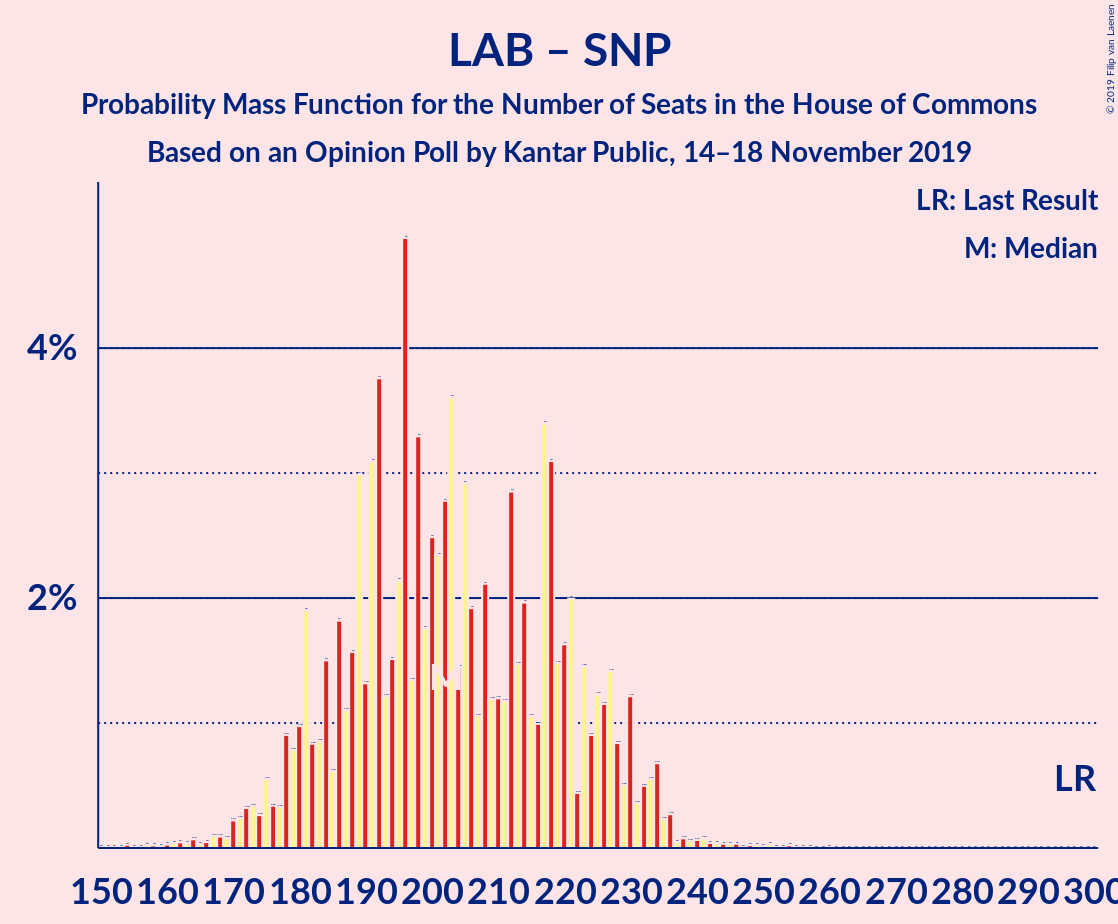 LAB – SNP
Probability Mass Function for the Number of Seats in the House of Commons
Based on an Opinion Poll by Kantar Public, 14–18 November 2019
© 2019 Filip van Laenen
LR: Last Result
M: Median
4%
2%
M
LR
150 160 170 180 190 200 210 220 230 240 250 260 270 280 290 300